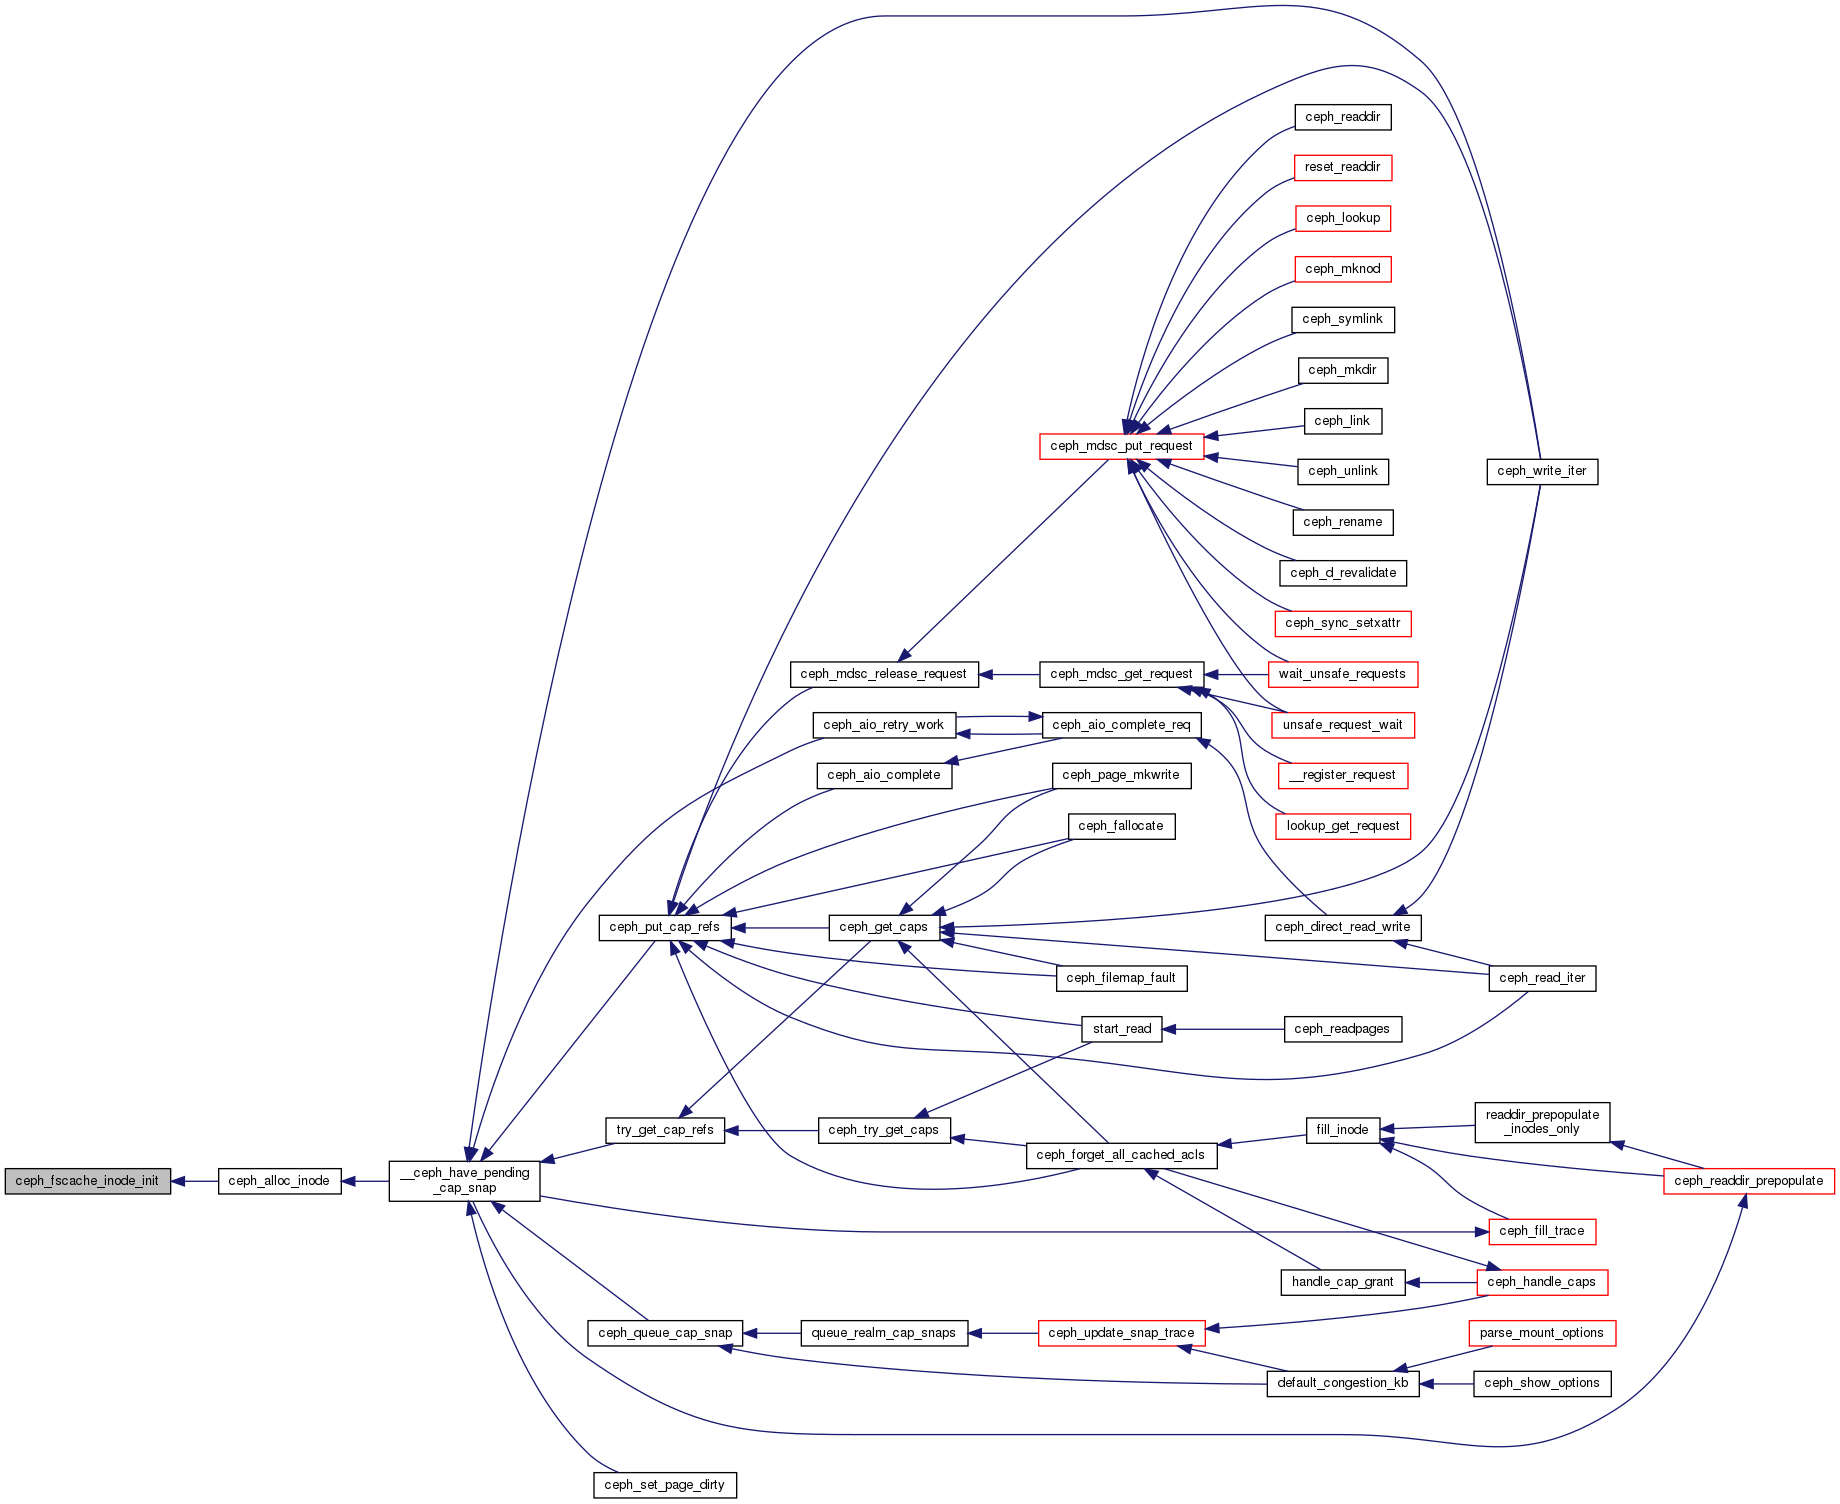 ceph_readdir
reset_readdir
ceph_lookup
ceph_mknod
ceph_symlink
ceph_mkdir
ceph_link
ceph_mdsc_put_request
ceph_unlink
ceph_write_iter
ceph_rename
ceph_d_revalidate
ceph_sync_setxattr
ceph_mdsc_release_request
ceph_mdsc_get_request
wait_unsafe_requests
ceph_aio_retry_work
ceph_aio_complete_req
unsafe_request_wait
ceph_aio_complete
ceph_page_mkwrite
__register_request
ceph_fallocate
lookup_get_request
ceph_put_cap_refs
ceph_get_caps
ceph_direct_read_write
ceph_filemap_fault
ceph_read_iter
start_read
ceph_readpages
try_get_cap_refs
ceph_try_get_caps
fill_inode
readdir_prepopulate
_inodes_only
ceph_forget_all_cached_acls
ceph_fscache_inode_init
ceph_alloc_inode
__ceph_have_pending
_cap_snap
ceph_readdir_prepopulate
ceph_fill_trace
handle_cap_grant
ceph_handle_caps
ceph_queue_cap_snap
queue_realm_cap_snaps
ceph_update_snap_trace
parse_mount_options
default_congestion_kb
ceph_show_options
ceph_set_page_dirty